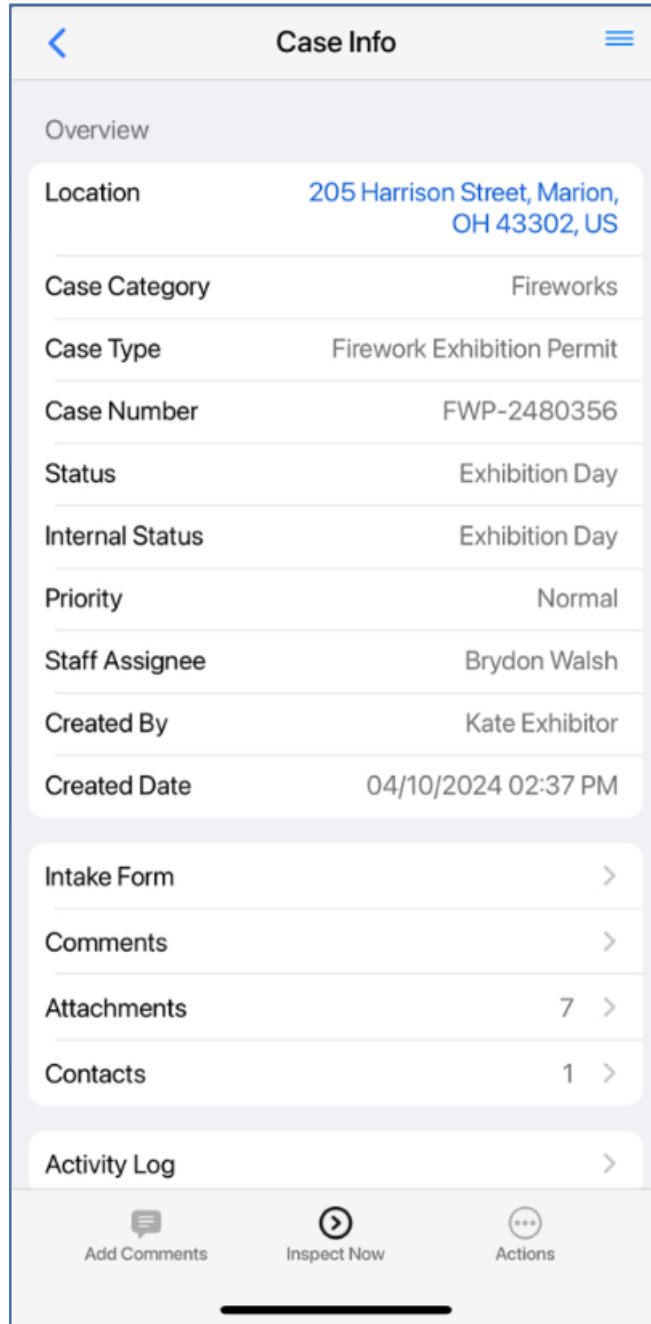 Case Info
Overview
Location
205 Harrison Street, Marion,
OH 43302, US
Case Category Fireworks
Case Type Firework Exhibition Permit
Case Number FWP-2480356
Status Exhibition Day
Internal Status Exhibition Day
Priority Normal
Staff Assignee Brydon Walsh
Created By Kate Exhibitor
Created Date 04/10/2024 02:37 PM
Intake Form
Comments
Attachments 7
Contacts 1
Activity Log
Add Comments Inspect Now Actions